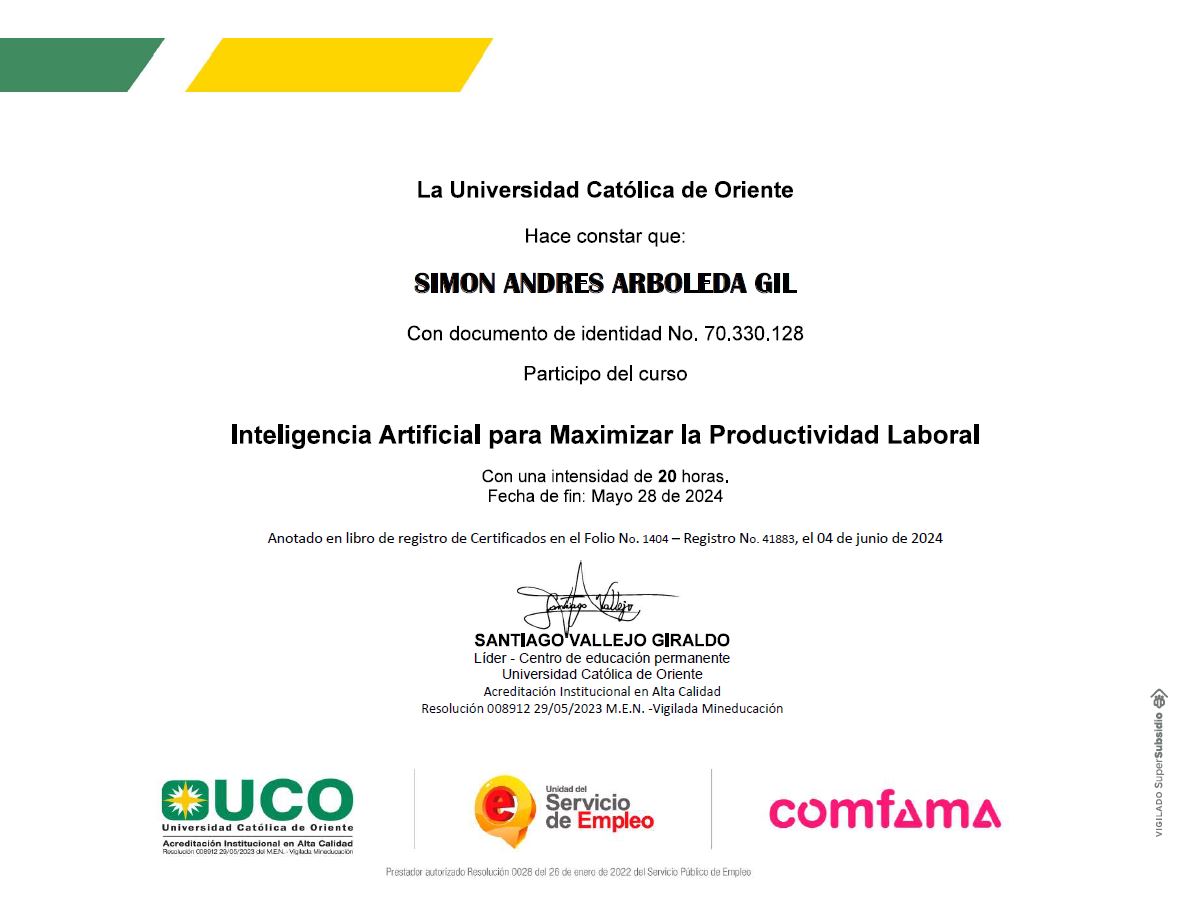 La Universidad Católica de Oriente
Hace constar que:
SIMON ANDRES ARBOLEDA GIL
Con documento de identidad No. 70.330.128
Participo del curso
Inteligencia Artificial para Maximizar la Productividad Laboral
Con una intensidad de 20 horas.
Fecha de fin: Mayo 28 de 2024
Anotado en libro de registro de Certificados en el Folio No. 1404 – Registro No. 41883, el 04 de junio de 2024
Santiago Vallejo
SANTIAGO VALLEJO GIRALDO
Líder - Centro de educación permanente
Universidad Católica de Oriente
Acreditación Institucional en Alta Calidad
Resolución 008912 29/05/2023 M.E.N. -Vigilada Mineducación
UCO
Universidad Católica de Oriente
Acreditación Institucional en Alta Calidad
Resolución 008912 29/05/2023 del M.E.N. - Vigilada Mineducación
e
Unidad del
Servicio
de Empleo
comfama
Prestador autorizado Resolución 0028 del 26 de enero de 2022 del Servicio Público de Empleo
VIGILADO SuperSubsidio